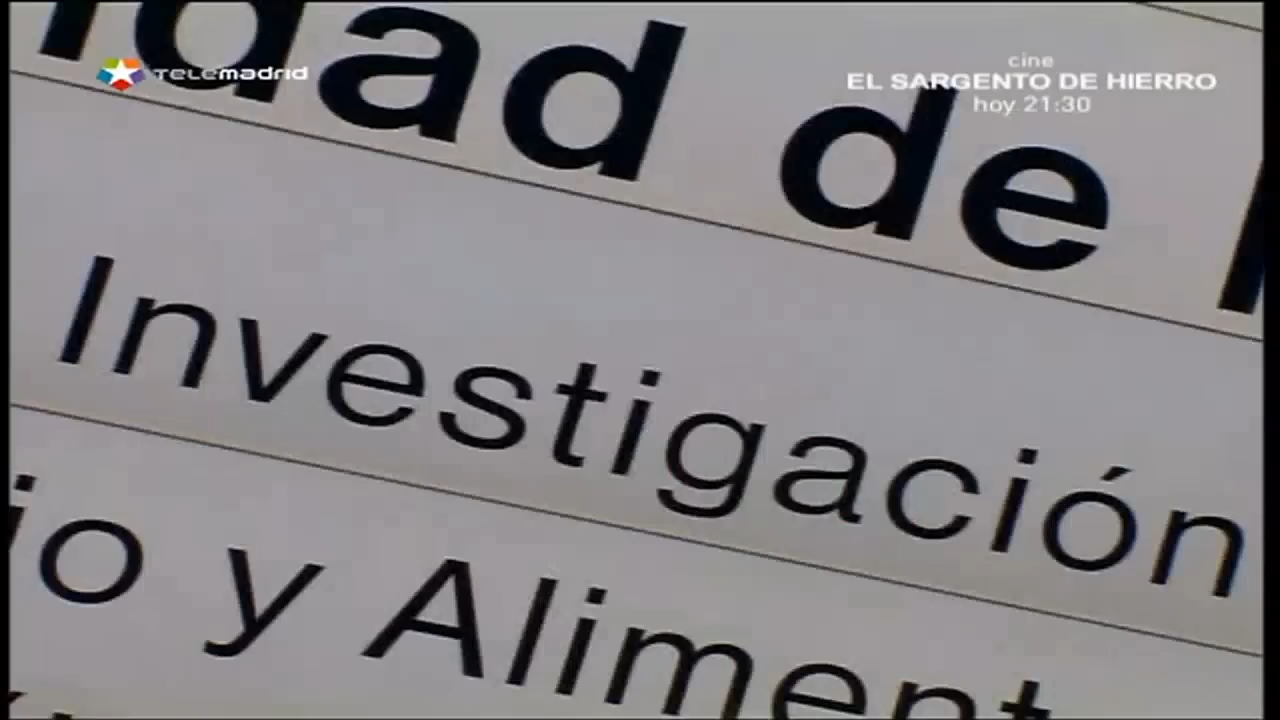 TELEMADRID
cine
EL SARGENTO DE HIERRO
hoy 21:30
idad de
Investigación
io y Aliment